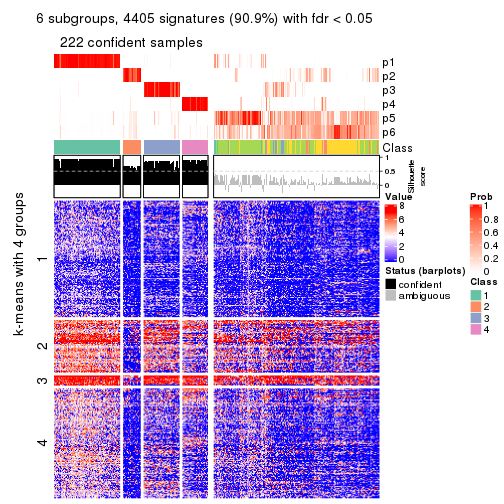 6 subgroups, 4405 signatures (90.9%) with fdr < 0.05
222 confident samples
p1
p2
p3
p4
p5
p6
Class
1
0.5
0
Silhouette
score
k-means with 4 groups
1
2
3
4
Value
8
6
4
2
0
Status (barplots)
confident
ambiguous
Prob
1
0.8
0.6
0.4
0.2
0
Class
1
2
3
4